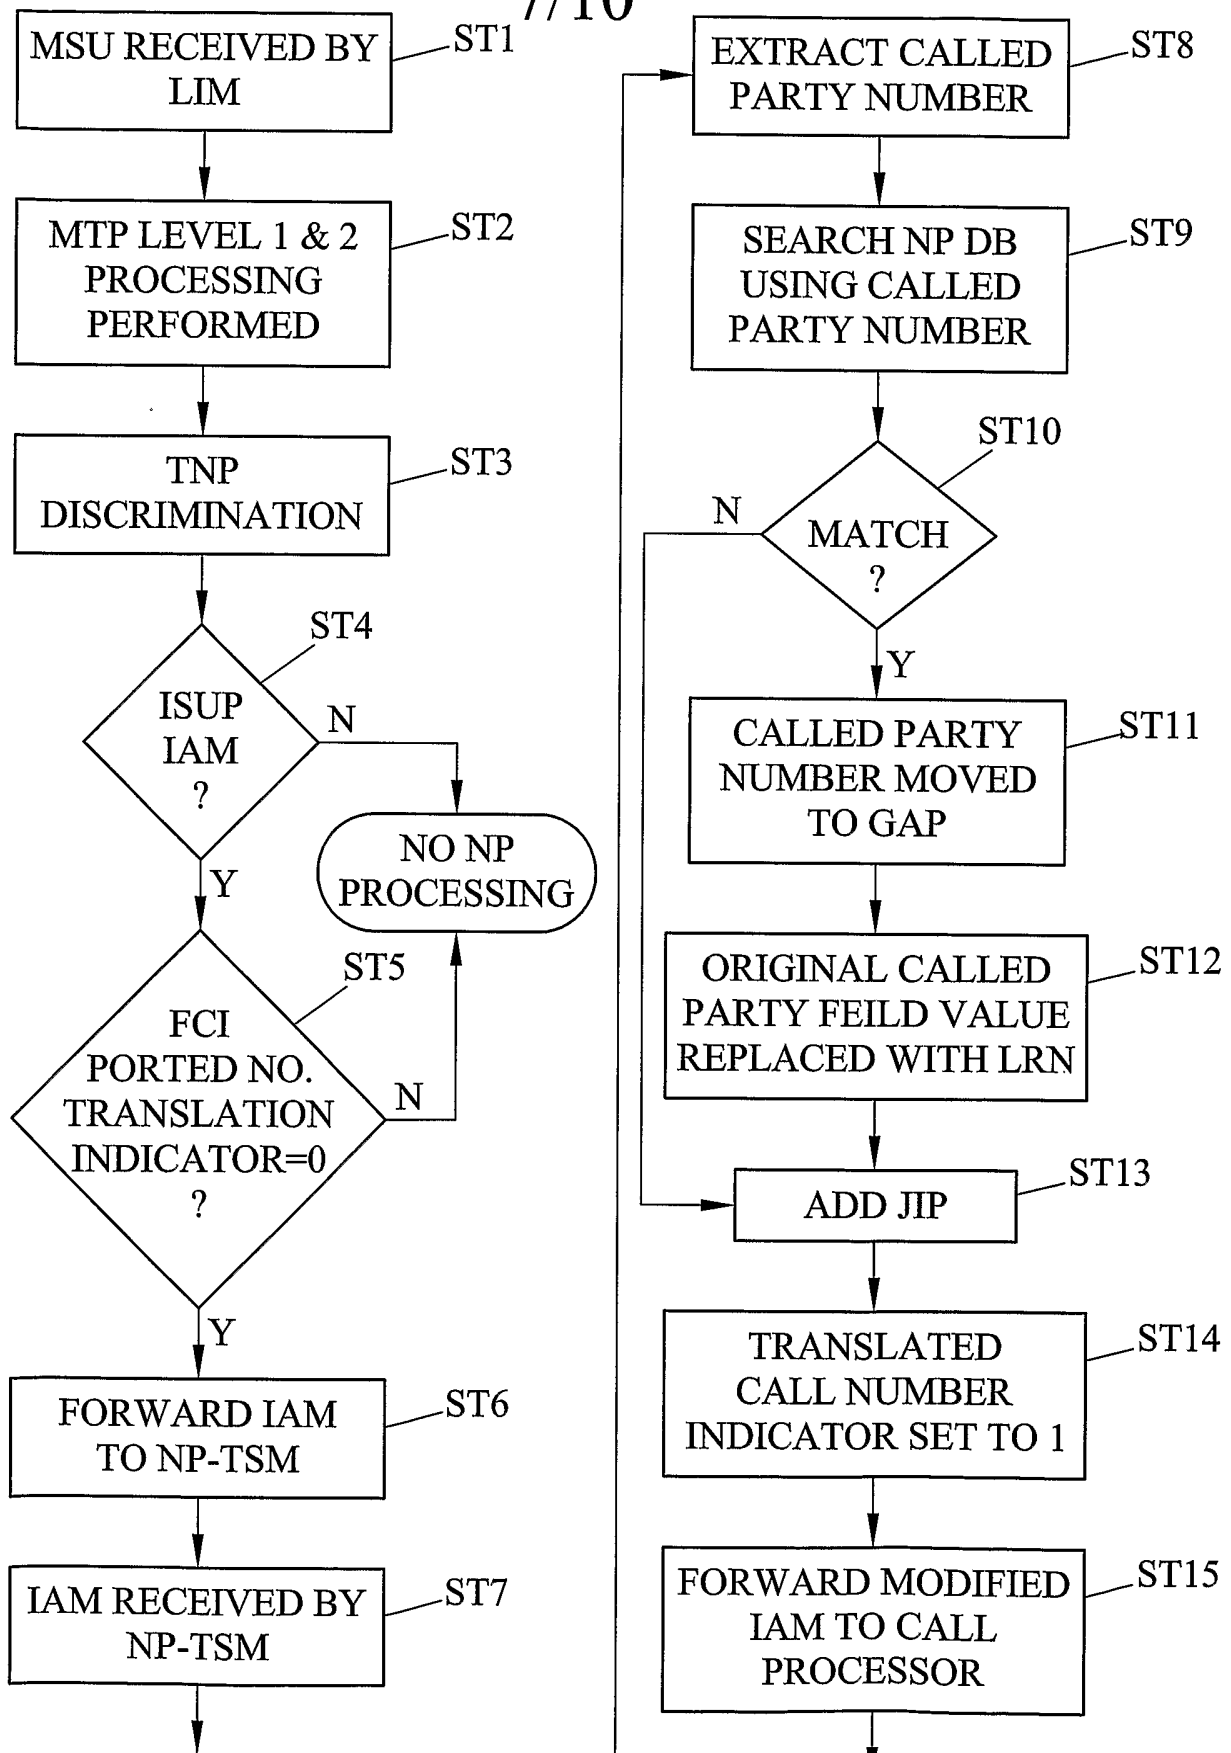 7/10
MSU RECEIVED BY
LIM
ST1
MTP LEVEL 1 & 2
PROCESSING
PERFORMED
ST2
TNP
DISCRIMINATION
ST3
ISUP
IAM
?
ST4
N
Y
NO NP
PROCESSING
FCI
PORTED NO.
TRANSLATION
INDICATOR=0
?
ST5
N
Y
FORWARD IAM
TO NP-TSM
ST6
IAM RECEIVED BY
NP-TSM
ST7
EXTRACT CALLED
PARTY NUMBER
ST8
SEARCH NP DB
USING CALLED
PARTY NUMBER
ST9
MATCH
?
ST10
N
Y
CALLED PARTY
NUMBER MOVED
TO GAP
ST11
ORIGINAL CALLED
PARTY FEILD VALUE
REPLACED WITH LRN
ST12
ADD JIP
ST13
TRANSLATED
CALL NUMBER
INDICATOR SET TO 1
ST14
FORWARD MODIFIED
IAM TO CALL
PROCESSOR
ST15